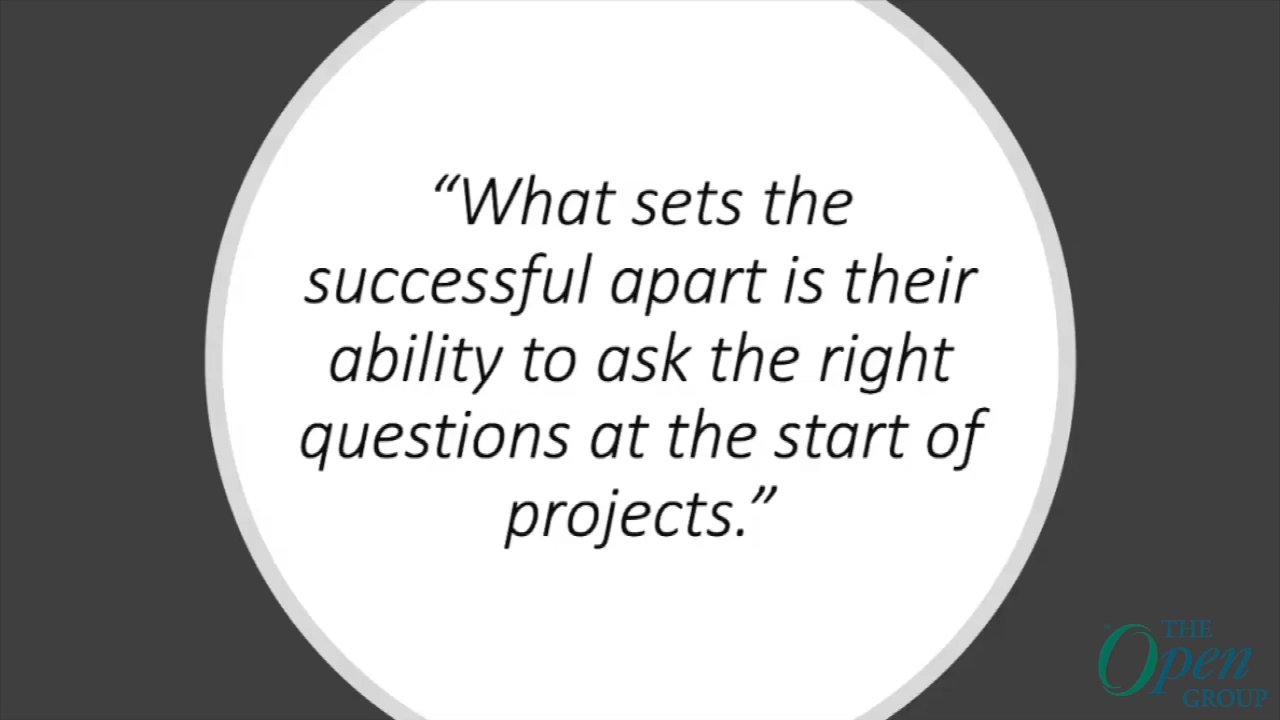 “What sets the
successful apart is their
ability to ask the right
questions at the start of
projects.”
THE
Open
GROUP